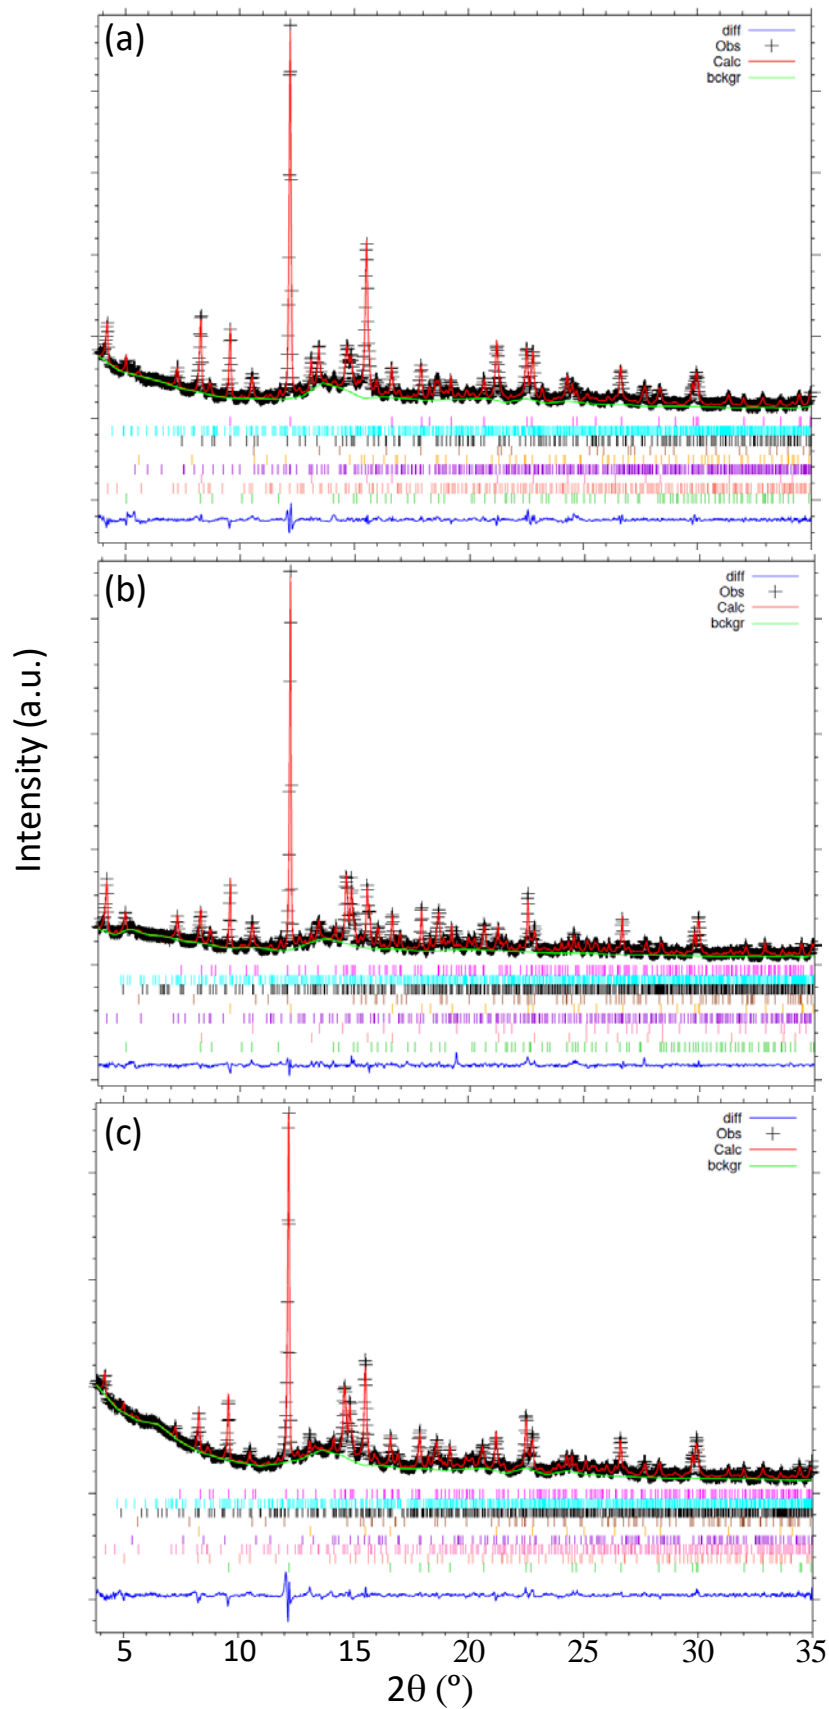 (a)
diff
Obs
Calc
bckgr
(b)
diff
Obs
Calc
bckgr
Intensity (a.u.)
(c)
diff
Obs
Calc
bckgr
5 10 15 20 25 30 35
2θ (º)